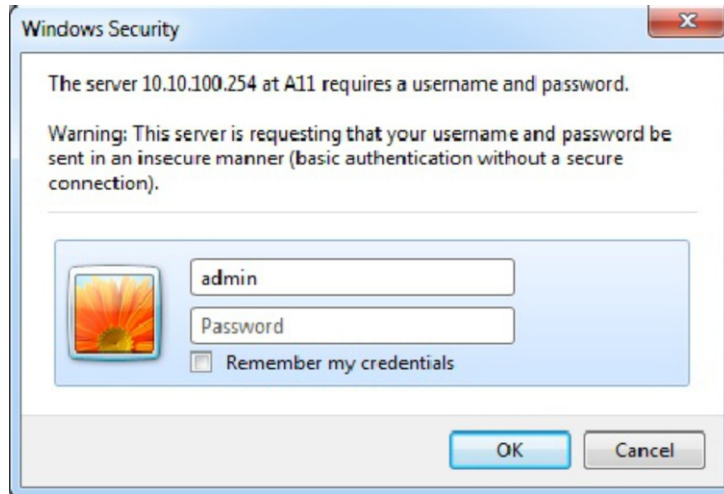 Windows Security
The server 10.10.100.254 at A11 requires a username and password.
Warning: This server is requesting that your username and password be
sent in an insecure manner (basic authentication without a secure
connection).
admin
Password
Remember my credentials
OK Cancel